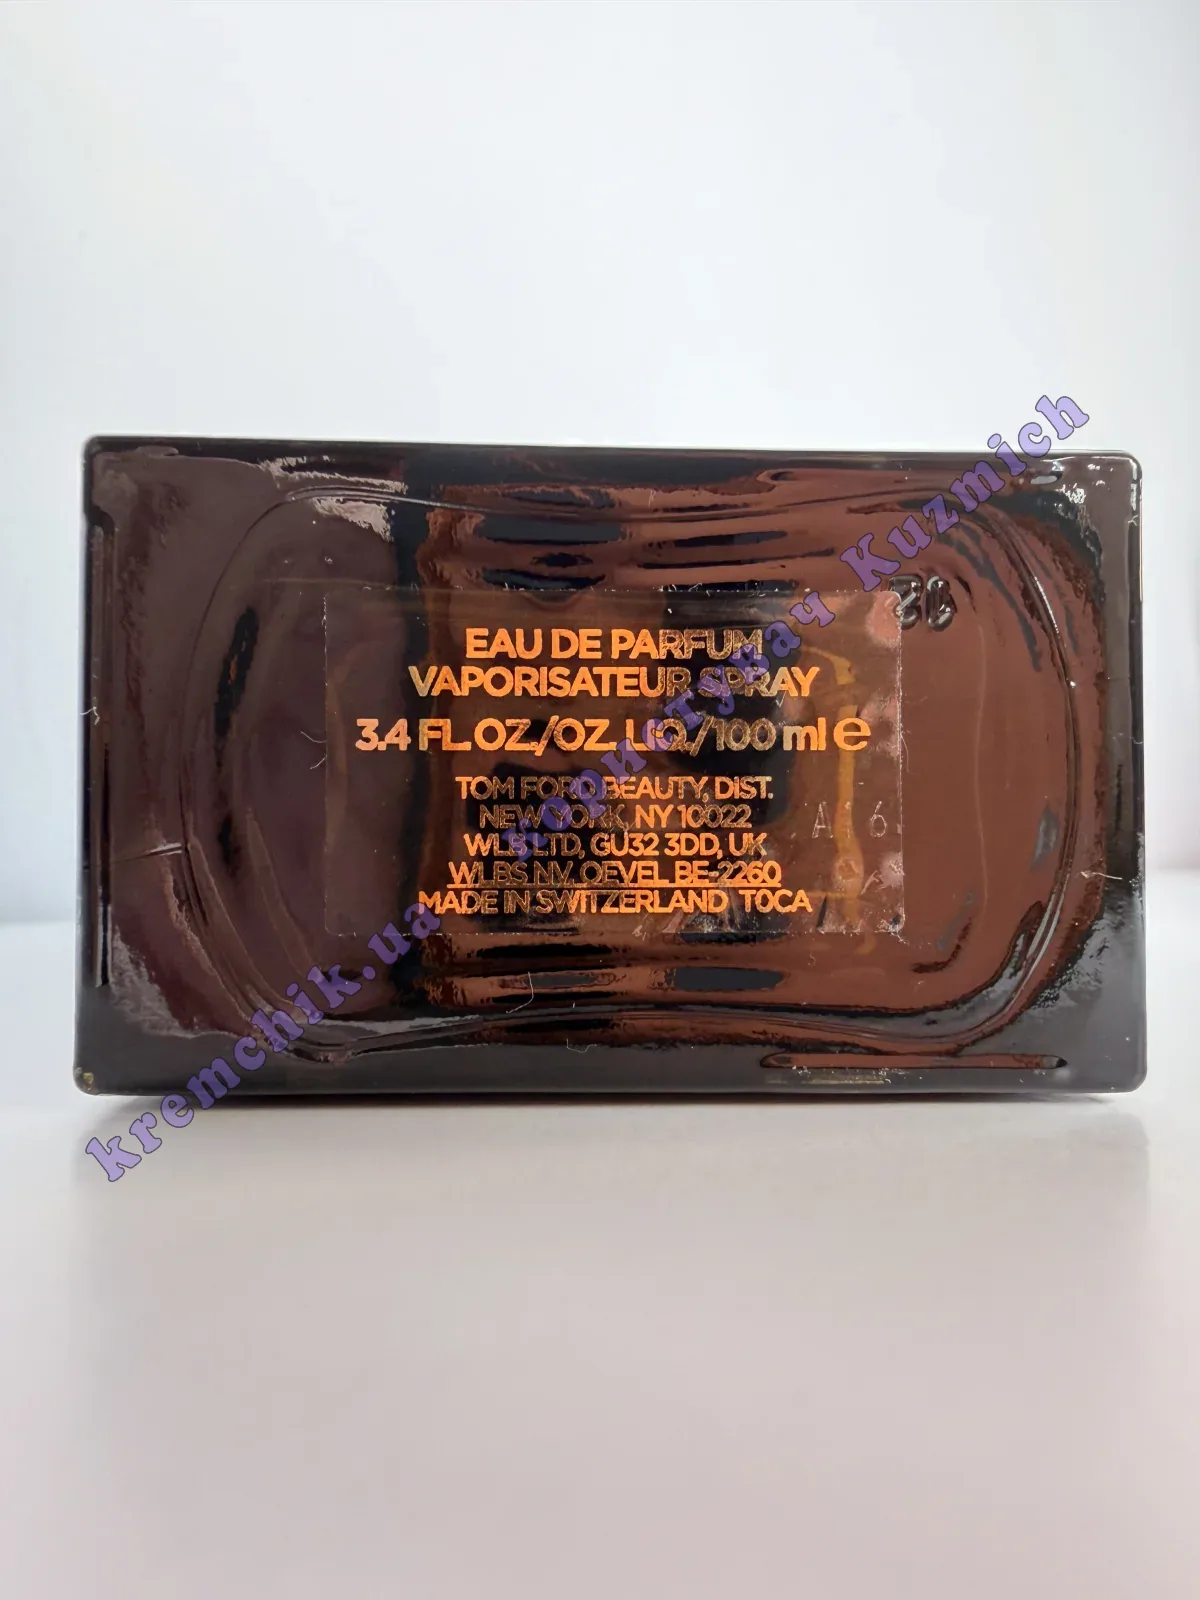 EAU DE PARFUM
VAPORISATEUR SPRAY
3.4 FL.OZ./OZ. LIQ./100 ml e
TOM FORD BEAUTY, DIST.
NEW YORK, NY 10022
WLB LTD, GU32 3DD, UK
WLBS NV, OEVEL BE-2260
MADE IN SWITZERLAND T0CA
A 6
kremchik.ua користувач Kuzmich